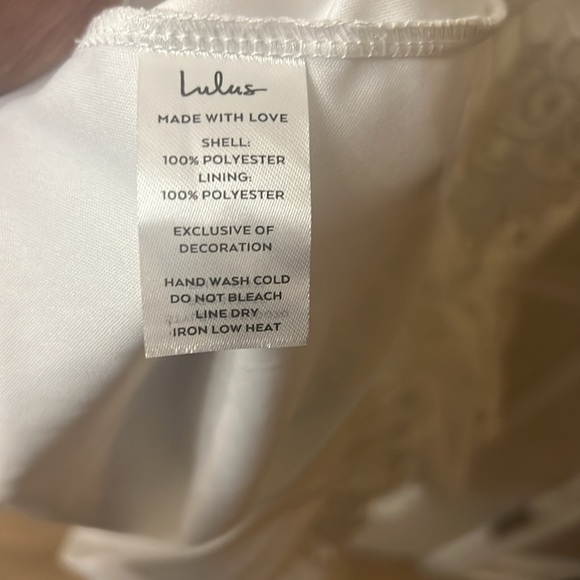 Lulus
MADE WITH LOVE
SHELL:
100% POLYESTER
LINING:
100% POLYESTER
EXCLUSIVE OF
DECORATION
HAND WASH COLD
DO NOT BLEACH
LINE DRY
IRON LOW HEAT